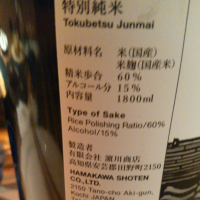 特別純米
Tokubetsu Junmai
原材料名 米(国産)
米麹(国産米)
精米歩合 60%
アルコール分 15%
内容量 1800ml
Type of Sake
Rice Polishing Ratio/60%
Alcohol/15%
製造者
有限会社 濵川商店
高知県安芸郡田野町2150
HAMAKAWA SHOTEN
CO.,LTD.
2150 Tano-cho Aki-gun,
Kochi JAPAN